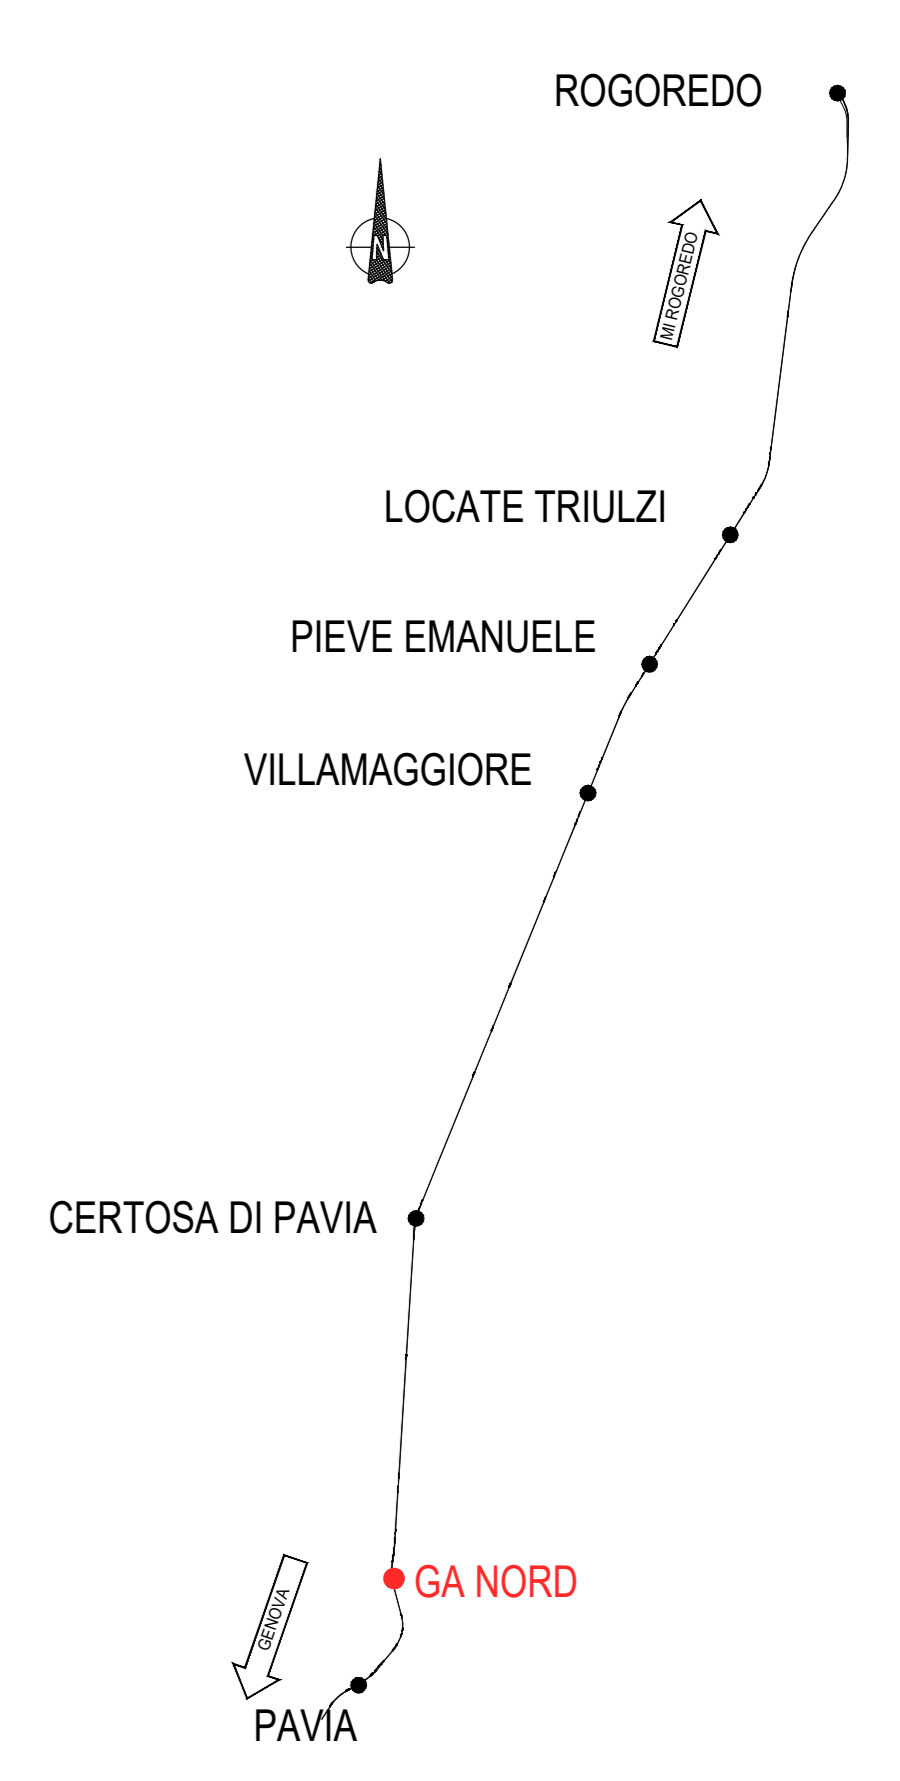 ROGOREDO
N
MI ROGOREDO
LOCATE TRIULZI
PIEVE EMANUELE
VILLAMAGGIORE
CERTOSA DI PAVIA
GA NORD
GENOVA
PAVIA